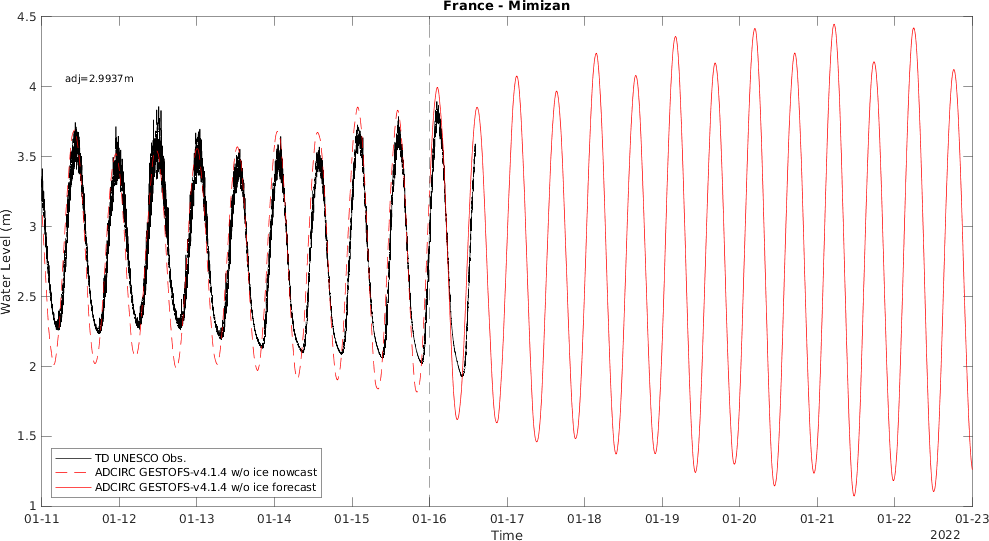 France - Mimizan
4.5
4
3.5
3
2.5
2
1.5
1
Water Level (m)
adj=2.9937m
TD UNESCO Obs.
ADCIRC GESTOFS-v4.1.4 w/o ice nowcast
ADCIRC GESTOFS-v4.1.4 w/o ice forecast
01-11 01-12 01-13 01-14 01-15 01-16 01-17 01-18 01-19 01-20 01-21 01-22 01-23
Time
2022